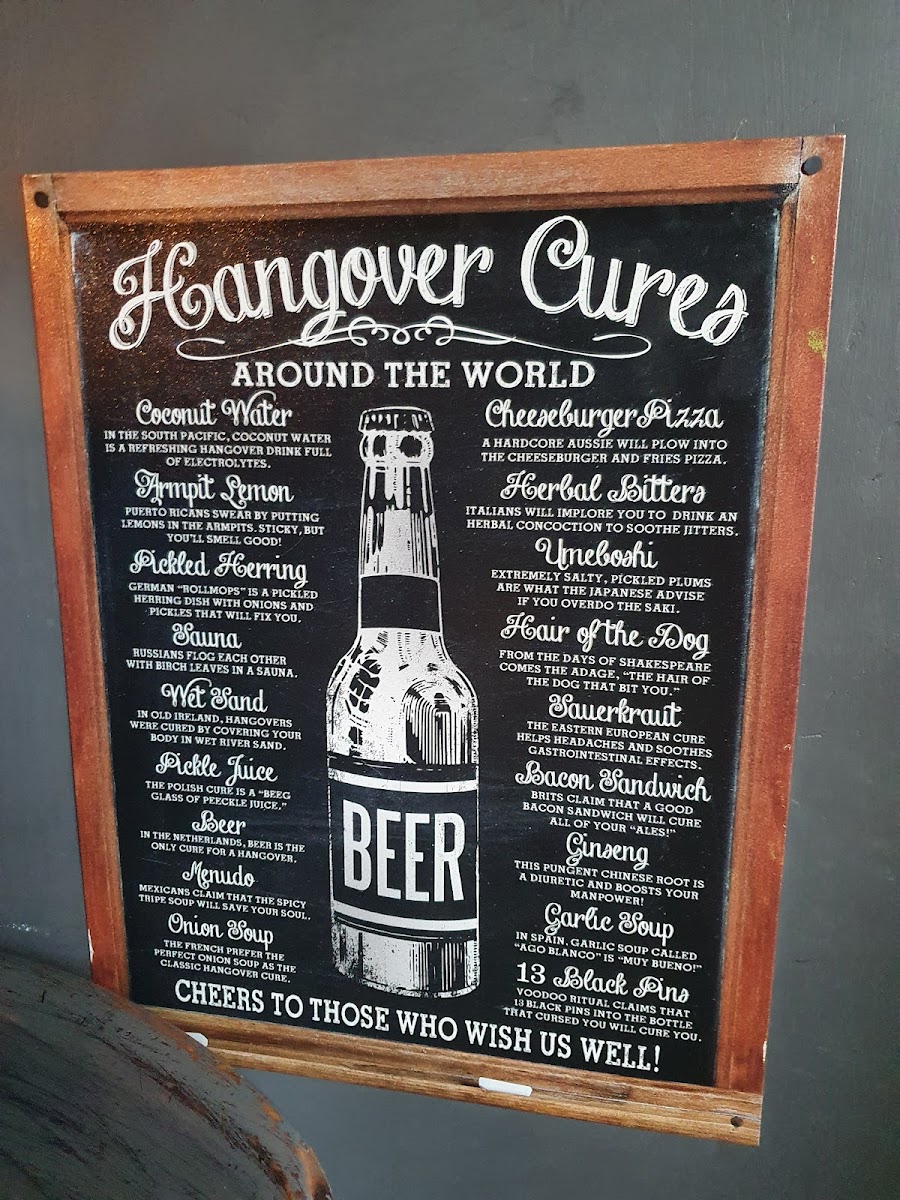 Hangover Cures
AROUND THE WORLD
Coconut Water
IN THE SOUTH PACIFIC, COCONUT WATER
IS A REFRESHING HANGOVER DRINK FULL
OF ELECTROLYTES.
Armpit Lemon
PUERTO RICANS SWEAR BY PUTTING
LEMONS IN THE ARMPITS. STICKY, BUT
YOU'LL SMELL GOOD!
Pickled Herring
GERMAN "ROLLMOPS" IS A PICKLED
HERRING DISH WITH ONIONS AND
PICKLES THAT WILL FIX YOU.
Sauna
RUSSIANS FLOG EACH OTHER
WITH BIRCH LEAVES IN A SAUNA.
Wet Sand
IN OLD IRELAND, HANGOVERS
WERE CURED BY COVERING YOUR
BODY IN WET RIVER SAND.
Pickle Juice
THE POLISH CURE IS A "BEEG
GLASS OF PEECKLE JUICE."
Beer
IN THE NETHERLANDS, BEER IS THE
ONLY CURE FOR A HANGOVER.
Menudo
MEXICANS CLAIM THAT THE SPICY
TRIPE SOUP WILL SAVE YOUR SOUL.
Onion Soup
THE FRENCH PREFER THE
PERFECT ONION SOUP AS THE
CLASSIC HANGOVER CURE.
BEER
Cheeseburger Pizza
A HARDCORE AUSSIE WILL PLOW INTO
THE CHEESEBURGER AND FRIES PIZZA.
Herbal Bitters
ITALIANS WILL IMPLORE YOU TO DRINK AN
HERBAL CONCOCTION TO SOOTHE JITTERS.
Umeboshi
EXTREMELY SALTY, PICKLED PLUMS
ARE WHAT THE JAPANESE ADVISE
IF YOU OVERDO THE SAKI.
Hair of the Dog
FROM THE DAYS OF SHAKESPEARE
COMES THE ADAGE, "THE HAIR OF
THE DOG THAT BIT YOU."
Sauerkraut
THE EASTERN EUROPEAN CURE
HELPS HEADACHES AND SOOTHES
GASTROINTESTINAL EFFECTS.
Bacon Sandwich
BRITS CLAIM THAT A GOOD
BACON SANDWICH WILL CURE
ALL OF YOUR "ALES!"
Ginseng
THIS PUNGENT CHINESE ROOT IS
A DIURETIC AND BOOSTS YOUR
MANPOWER!
Garlic Soup
IN SPAIN, GARLIC SOUP CALLED
"AGO BLANCO" IS "MUY BUENO!"
13 Black Pins
VOODOO RITUAL CLAIMS THAT
13 BLACK PINS INTO THE BOTTLE
THAT CURSED YOU WILL CURE YOU.
CHEERS TO THOSE WHO WISH US WELL!